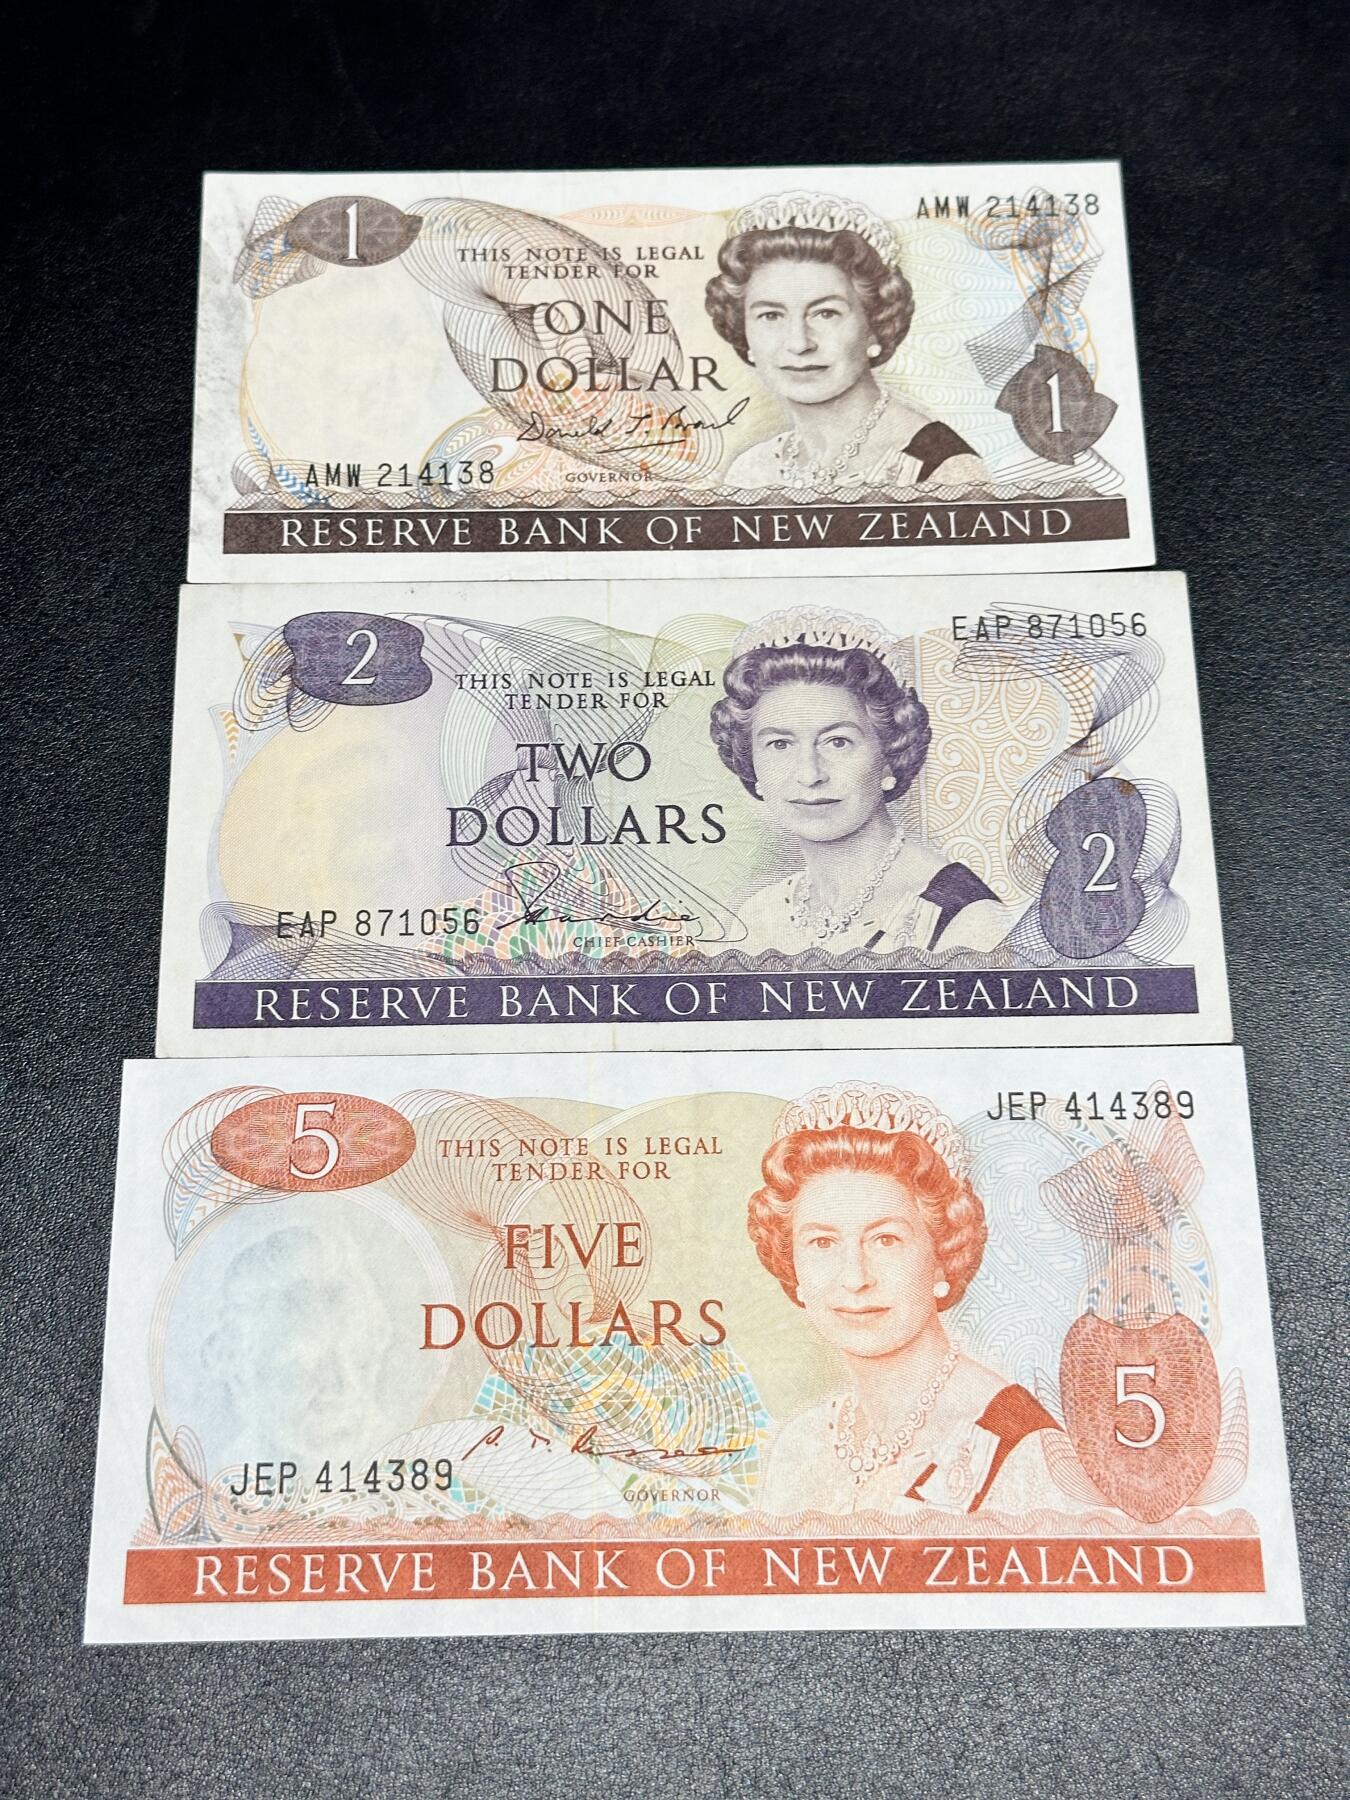 1
AMW 214138
THIS NOTE IS LEGAL
TENDER FOR
ONE
DOLLAR
1
Donald T. Brash
AMW 214138
GOVERNOR
RESERVE BANK OF NEW ZEALAND
2
EAP 871056
THIS NOTE IS LEGAL
TENDER FOR
TWO
DOLLARS
2
EAP 871056
CHIEF CASHIER
RESERVE BANK OF NEW ZEALAND
5
JEP 414389
THIS NOTE IS LEGAL
TENDER FOR
FIVE
DOLLARS
5
JEP 414389
GOVERNOR
RESERVE BANK OF NEW ZEALAND